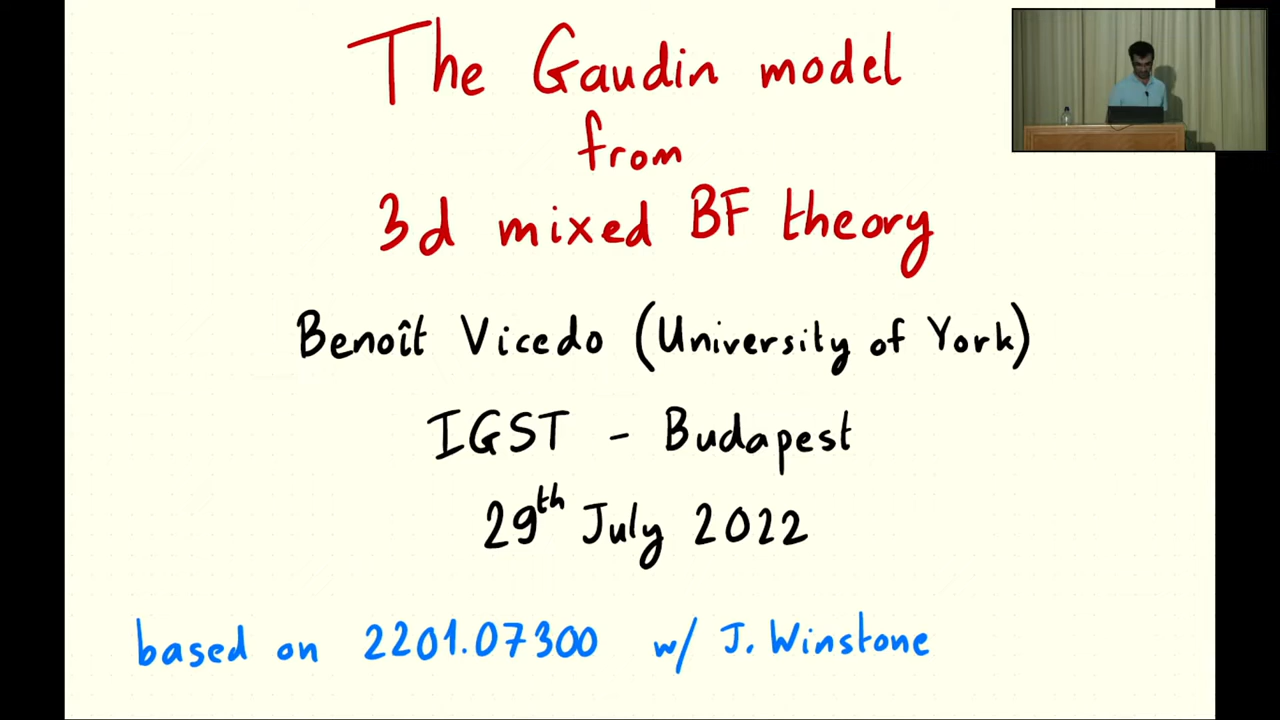 The Gaudin model
from
3d mixed BF theory
Benoît Vicedo (University of York)
IGST - Budapest
29th July 2022
based on 2201.07300 w/ J. Winstone